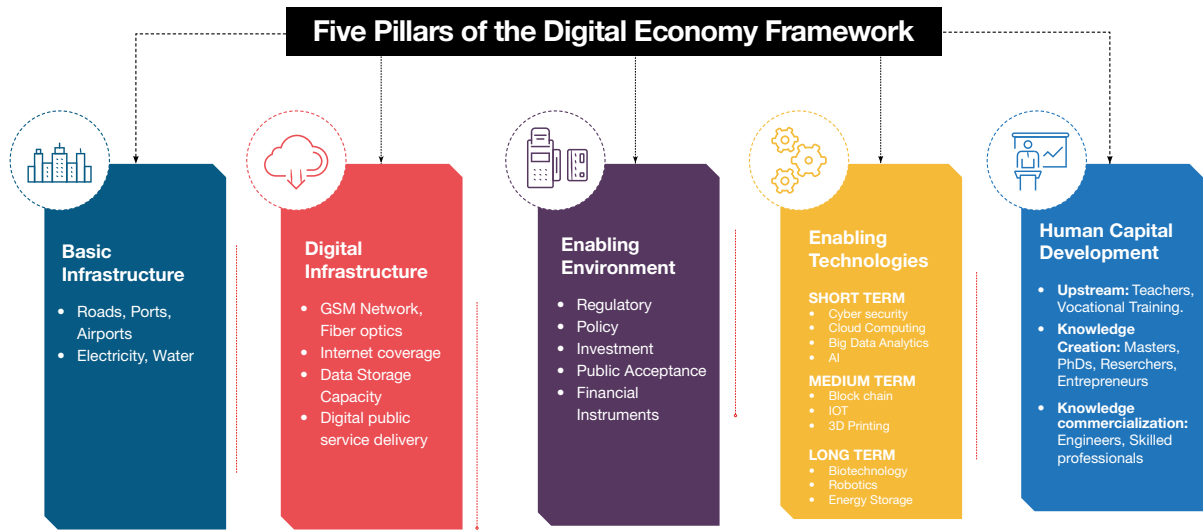 Five Pillars of the Digital Economy Framework
Basic
Infrastructure
• Roads, Ports,
Airports
• Electricity, Water
Digital
Infrastructure
• GSM Network,
Fiber optics
• Internet coverage
• Data Storage
Capacity
• Digital public
service delivery
Enabling
Environment
• Regulatory
• Policy
• Investment
• Public Acceptance
• Financial
Instruments
Enabling
Technologies
SHORT TERM
• Cyber security
• Cloud Computing
• Big Data Analytics
• AI
MEDIUM TERM
• Block chain
• IOT
• 3D Printing
LONG TERM
• Biotechnology
• Robotics
• Energy Storage
Human Capital
Development
• Upstream: Teachers,
Vocational Training.
• Knowledge
Creation: Masters,
PhDs, Reserchers,
Entrepreneurs
• Knowledge
commercialization:
Engineers, Skilled
professionals